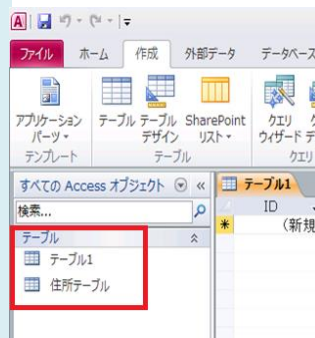 ファイル ホーム 作成 外部データ データベース
アプリケーション パーツ テーブル テーブル デザイン SharePoint リスト クエリ ウィザード
テンプレート テーブル クエリ
すべての Access オブジェクト « テーブル1
検索... ID
テーブル (新規
テーブル1
住所テーブル